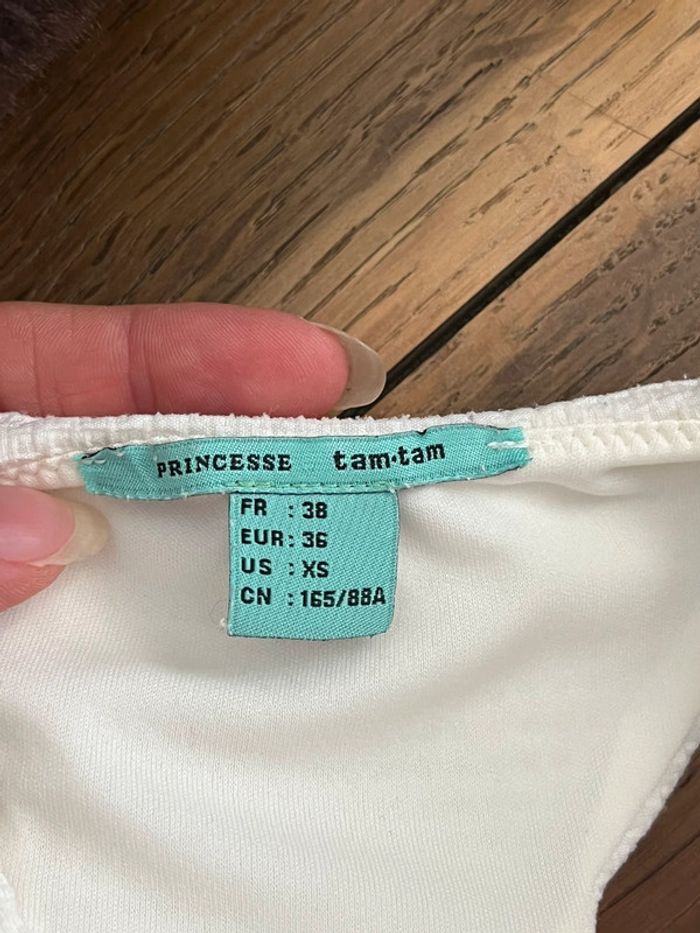 PRINCESSE tam·tam
FR : 38
EUR: 36
US : XS
CN : 165/88A